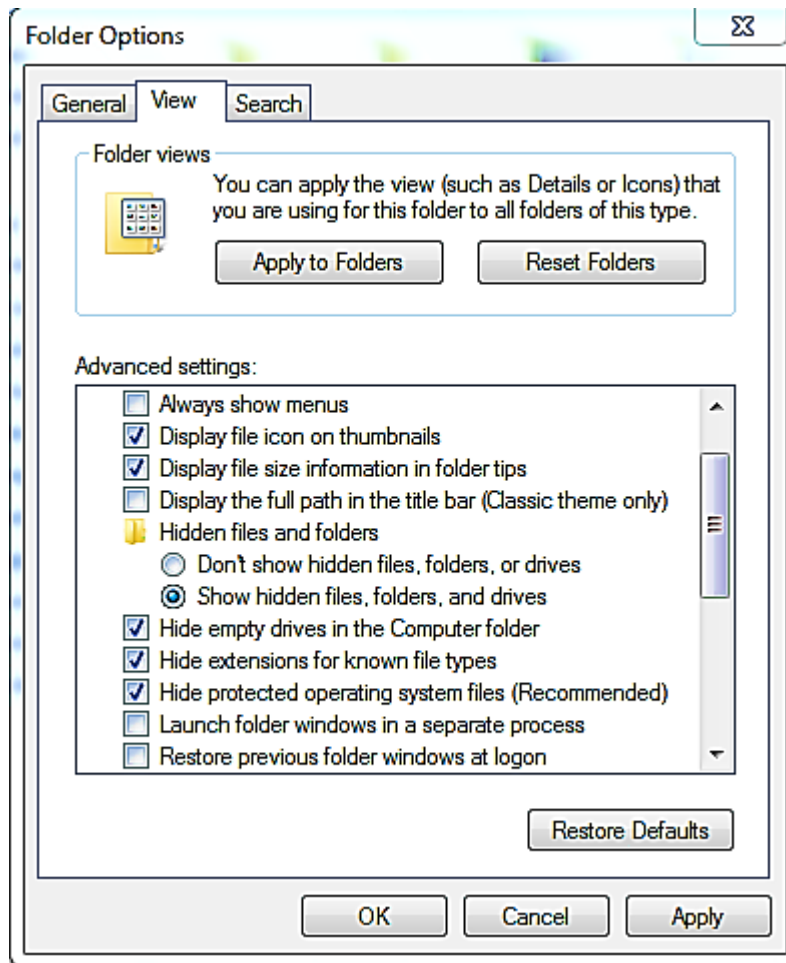 Folder Options
General View Search
Folder views
You can apply the view (such as Details or Icons) that
you are using for this folder to all folders of this type.
Apply to Folders Reset Folders
Advanced settings:
Always show menus
Display file icon on thumbnails
Display file size information in folder tips
Display the full path in the title bar (Classic theme only)
Hidden files and folders
Don't show hidden files, folders, or drives
Show hidden files, folders, and drives
Hide empty drives in the Computer folder
Hide extensions for known file types
Hide protected operating system files (Recommended)
Launch folder windows in a separate process
Restore previous folder windows at logon
Restore Defaults
OK Cancel Apply